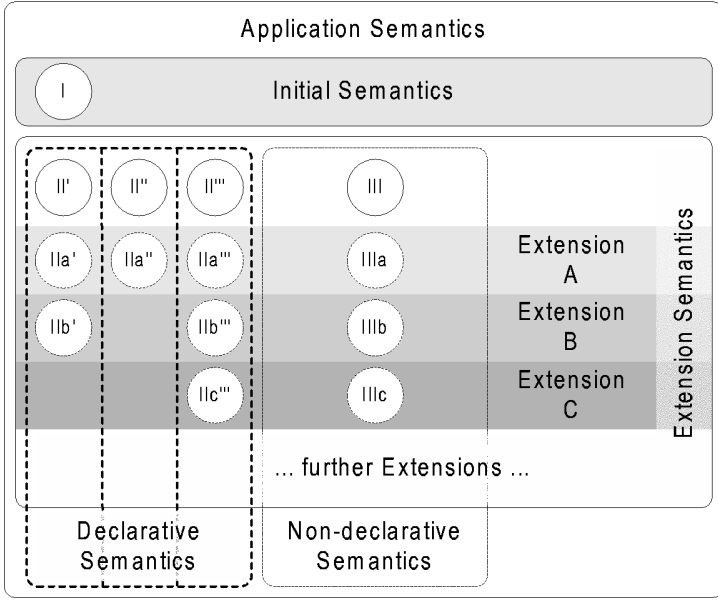 Application Semantics
I Initial Semantics
II' II'' II''' III
IIa' IIa'' IIa''' IIIa Extension
A
IIb' IIb''' IIIb Extension
B
IIc''' IIIc Extension
C
Extension Semantics
... further Extensions ...
Declarative
Semantics
Non-declarative
Semantics